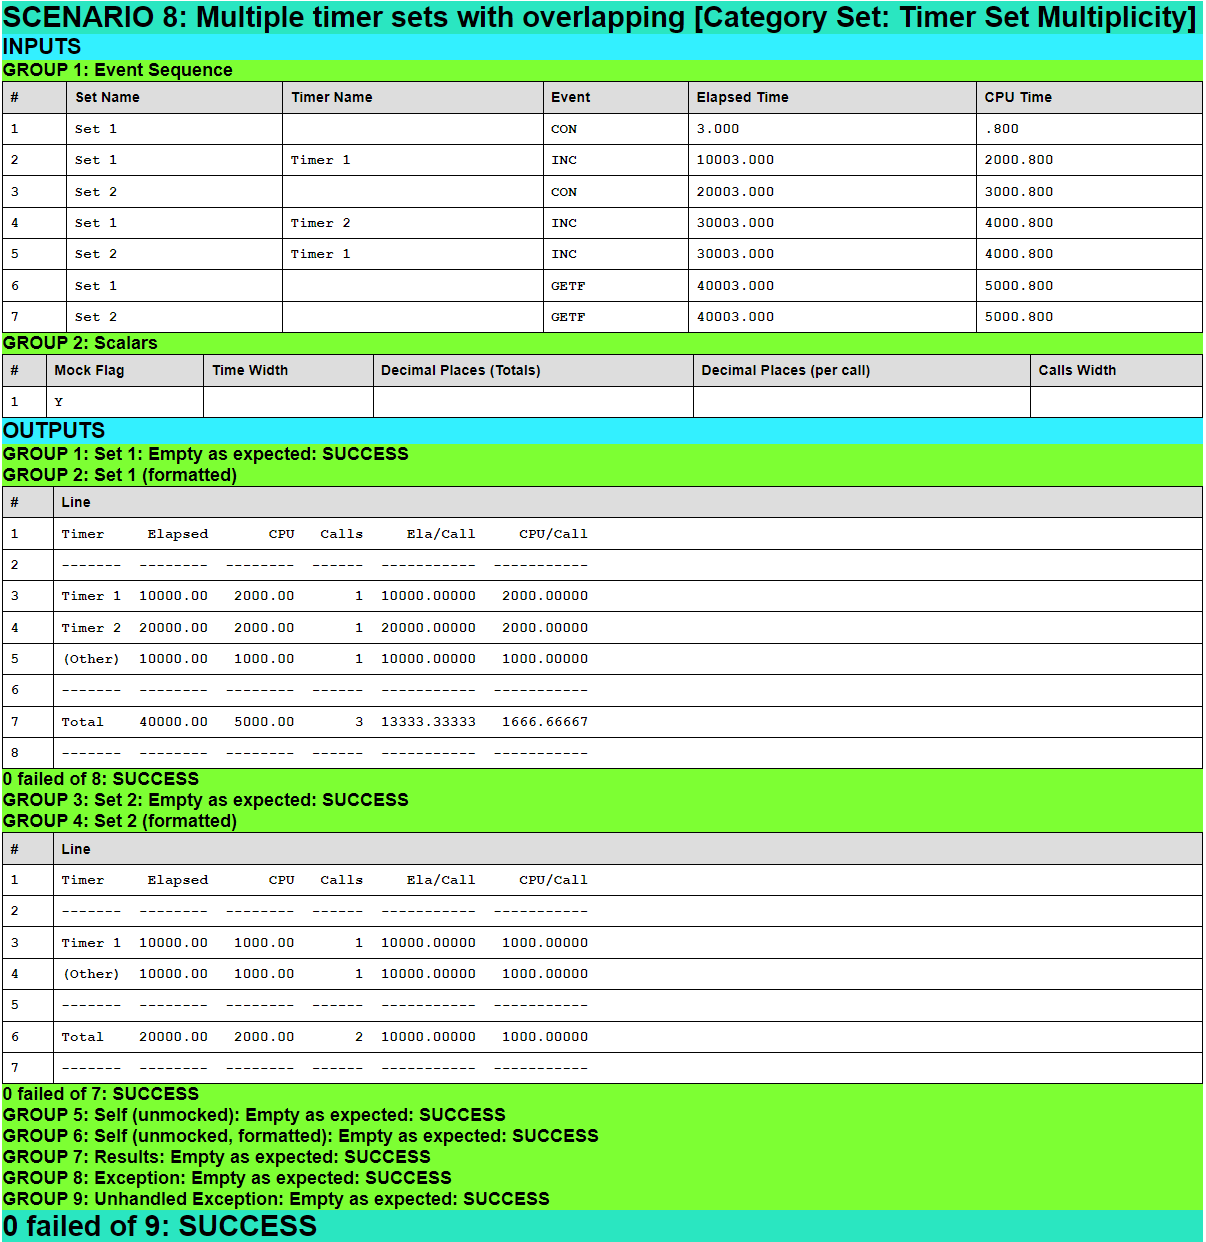 SCENARIO 8: Multiple timer sets with overlapping [Category Set: Timer Set Multiplicity]
INPUTS
GROUP 1: Event Sequence
# Set Name Timer Name Event Elapsed Time CPU Time
1 Set 1 CON 3.000 .800
2 Set 1 Timer 1 INC 10003.000 2000.800
3 Set 2 CON 20003.000 3000.800
4 Set 1 Timer 2 INC 30003.000 4000.800
5 Set 2 Timer 1 INC 30003.000 4000.800
6 Set 1 GETF 40003.000 5000.800
7 Set 2 GETF 40003.000 5000.800
GROUP 2: Scalars
# Mock Flag Time Width Decimal Places (Totals) Decimal Places (per call) Calls Width
1 Y
OUTPUTS
GROUP 1: Set 1: Empty as expected: SUCCESS
GROUP 2: Set 1 (formatted)
# Line
1 Timer Elapsed CPU Calls Ela/Call CPU/Call
2 ------- -------- -------- ------ ----------- -----------
3 Timer 1 10000.00 2000.00 1 10000.00000 2000.00000
4 Timer 2 20000.00 2000.00 1 20000.00000 2000.00000
5 (Other) 10000.00 1000.00 1 10000.00000 1000.00000
6 ------- -------- -------- ------ ----------- -----------
7 Total 40000.00 5000.00 3 13333.33333 1666.66667
8 ------- -------- -------- ------ ----------- -----------
0 failed of 8: SUCCESS
GROUP 3: Set 2: Empty as expected: SUCCESS
GROUP 4: Set 2 (formatted)
# Line
1 Timer Elapsed CPU Calls Ela/Call CPU/Call
2 ------- -------- -------- ------ ----------- -----------
3 Timer 1 10000.00 1000.00 1 10000.00000 1000.00000
4 (Other) 10000.00 1000.00 1 10000.00000 1000.00000
5 ------- -------- -------- ------ ----------- -----------
6 Total 20000.00 2000.00 2 10000.00000 1000.00000
7 ------- -------- -------- ------ ----------- -----------
0 failed of 7: SUCCESS
GROUP 5: Self (unmocked): Empty as expected: SUCCESS
GROUP 6: Self (unmocked, formatted): Empty as expected: SUCCESS
GROUP 7: Results: Empty as expected: SUCCESS
GROUP 8: Exception: Empty as expected: SUCCESS
GROUP 9: Unhandled Exception: Empty as expected: SUCCESS
0 failed of 9: SUCCESS